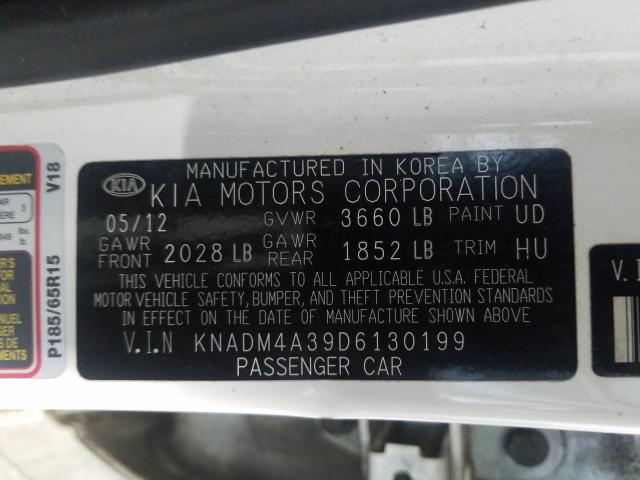 MANUFACTURED IN KOREA BY
KIA KIA MOTORS CORPORATION
05/12 GVWR 3660 LB PAINT UD
GAWR FRONT 2028 LB GAWR REAR 1852 LB TRIM HU
THIS VEHICLE CONFORMS TO ALL APPLICABLE U.S.A. FEDERAL
MOTOR VEHICLE SAFETY, BUMPER, AND THEFT PREVENTION STANDARDS
IN EFFECT ON THE DATE OF MANUFACTURE SHOWN ABOVE.
V.I.N KNADM4A39D6130199
PASSENGER CAR
P185/65R15 V18
V.I